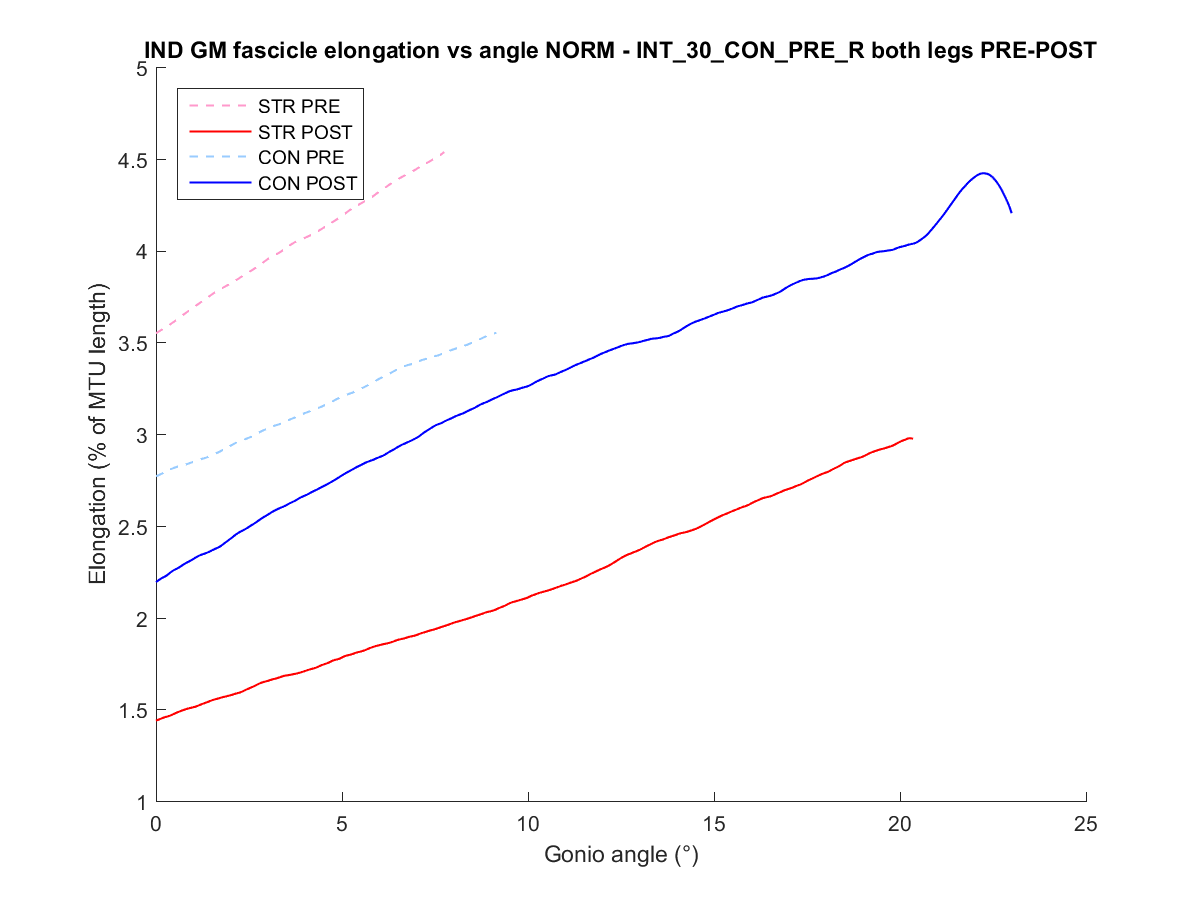 IND GM fascicle elongation vs angle NORM - INT_30_CON_PRE_R both legs PRE-POST
STR PRE
STR POST
CON PRE
CON POST
5
4.5
4
3.5
3
2.5
2
1.5
1
Elongation (% of MTU length)
0
5
10
15
20
25
Gonio angle (°)